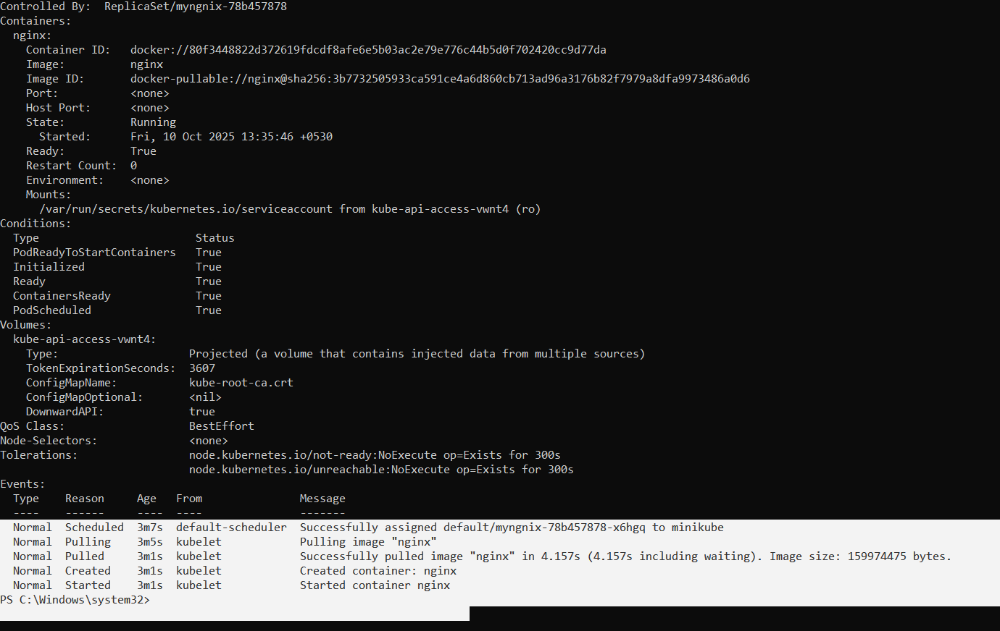 Controlled By:  ReplicaSet/myngnix-78b457878
Containers:
  nginx:
    Container ID:   docker://80f3448822d372619fdcdf8afe6e5b03ac2e79e776c44b5d0f702420cc9d77da
    Image:          nginx
    Image ID:       docker-pullable://nginx@sha256:3b7732505933ca591ce4a6d860cb713ad96a3176b82f7979a8dfa9973486a0d6
    Port:           <none>
    Host Port:      <none>
    State:          Running
      Started:      Fri, 10 Oct 2025 13:35:46 +0530
    Ready:          True
    Restart Count:  0
    Environment:    <none>
    Mounts:
      /var/run/secrets/kubernetes.io/serviceaccount from kube-api-access-vwnt4 (ro)
Conditions:
  Type                        Status
  PodReadyToStartContainers   True
  Initialized                 True
  Ready                       True
  ContainersReady             True
  PodScheduled                True
Volumes:
  kube-api-access-vwnt4:
    Type:                    Projected (a volume that contains injected data from multiple sources)
    TokenExpirationSeconds:  3607
    ConfigMapName:           kube-root-ca.crt
    ConfigMapOptional:       <nil>
    DownwardAPI:             true
QoS Class:                   BestEffort
Node-Selectors:              <none>
Tolerations:                 node.kubernetes.io/not-ready:NoExecute op=Exists for 300s
                             node.kubernetes.io/unreachable:NoExecute op=Exists for 300s
Events:
  Type    Reason     Age   From               Message
  ----    ------     ----  ----               -------
  Normal  Scheduled  3m7s  default-scheduler  Successfully assigned default/myngnix-78b457878-x6hgq to minikube
  Normal  Pulling    3m5s  kubelet            Pulling image "nginx"
  Normal  Pulled     3m1s  kubelet            Successfully pulled image "nginx" in 4.157s (4.157s including waiting). Image size: 159974475 bytes.
  Normal  Created    3m1s  kubelet            Created container: nginx
  Normal  Started    3m1s  kubelet            Started container nginx
PS C:\Windows\system32>